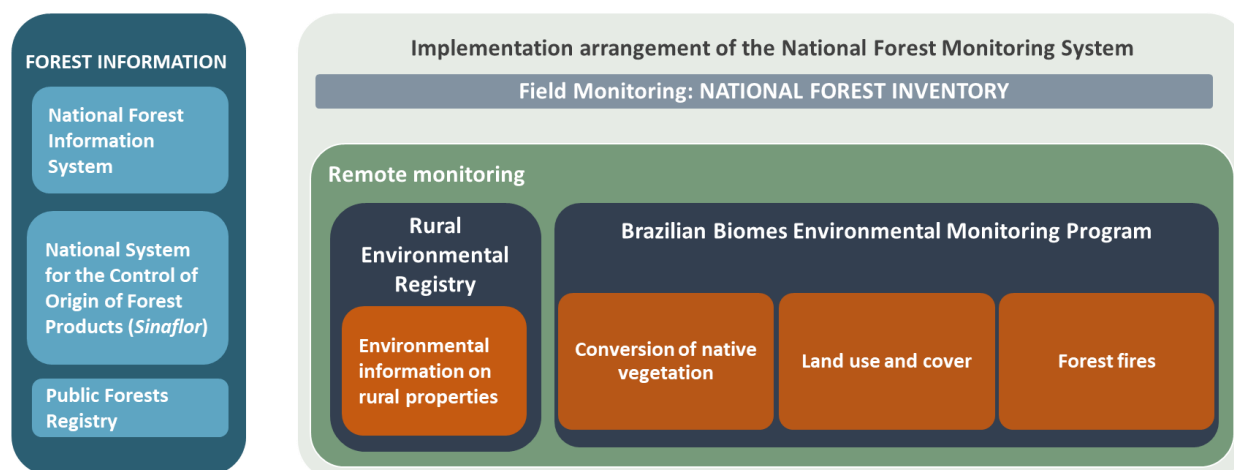 FOREST INFORMATION
National Forest
Information
System
National System
for the Control of
Origin of Forest
Products (Sinaflor)
Public Forests
Registry
Implementation arrangement of the National Forest Monitoring System
Field Monitoring: NATIONAL FOREST INVENTORY
Remote monitoring
Rural
Environmental
Registry
Environmental
information on
rural properties
Brazilian Biomes Environmental Monitoring Program
Conversion of native
vegetation
Land use and cover
Forest fires